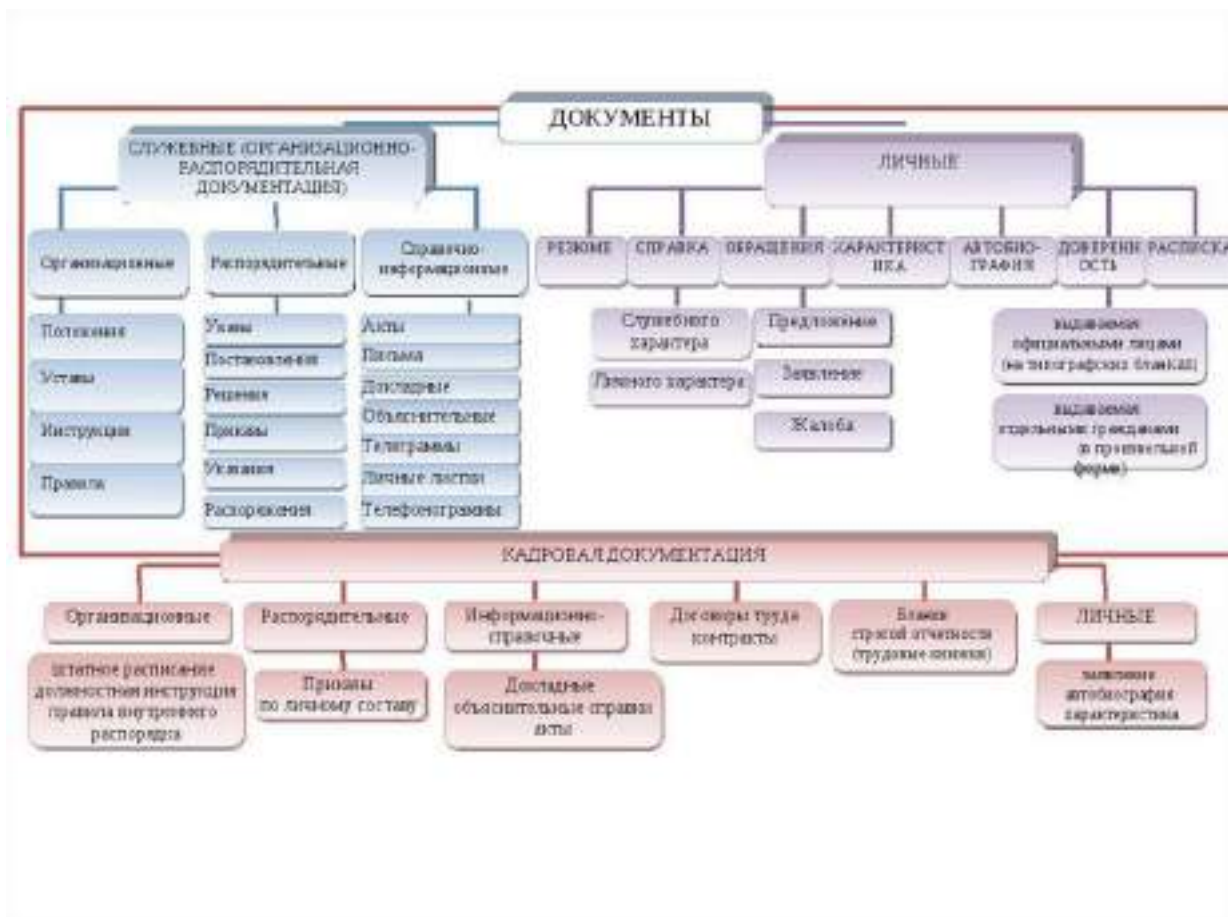 ДОКУМЕНТЫ
СЛУЖЕБНЫЕ (ОРГАНИЗАЦИОННО-
РАСПОРЯДИТЕЛЬНАЯ
ДОКУМЕНТАЦИЯ)
ЛИЧНЫЕ
Организационные
Распорядительные
Справочно-
информационные
РЕЗЮМЕ
СПРАВКА
ОБРАЩЕНИЯ
ХАРАКТЕРИСТ
ИКА
АВТОБИО-
ГРАФИЯ
ДОВЕРЕНН
ОСТЬ
РАСПИСКА
Положения
Уставы
Инструкции
Правила
Указы
Постановления
Решения
Приказы
Указания
Распоряжения
Акты
Письма
Докладные
Объяснительные
Телеграммы
Личные листки
Телефонограммы
Служебного
характера
Личного характера
Предложение
Заявление
Жалоба
выдаваемая
официальными лицами
(на типографских бланках)
выдаваемая
отдельными гражданами
(в произвольной
форме)
КАДРОВАЯ ДОКУМЕНТАЦИЯ
Организационные
Распорядительные
Информационно-
справочные
Договоры труда
контракты
Бланки
строгой отчетности
(трудовые книжки)
ЛИЧНЫЕ
штатное расписание
должностная инструкция
правила внутреннего
распорядка
Приказы
по личному составу
Докладные
объяснительные справки
акты
заявление
автобиография
характеристика